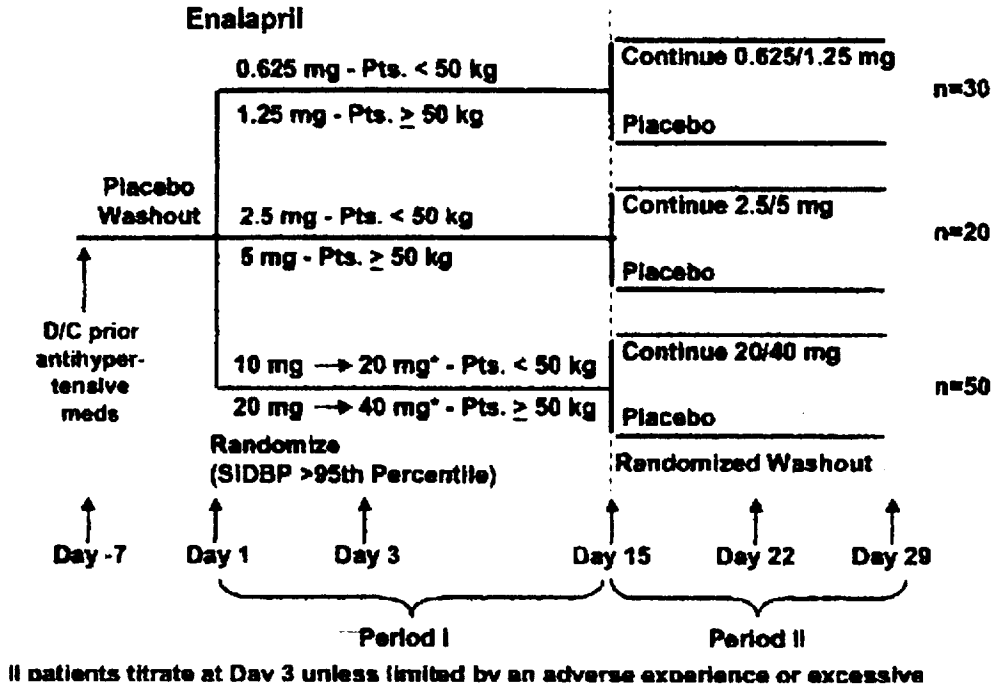 Enalapril
0.625 mg - Pts. < 50 kg
1.25 mg - Pts. ≥ 50 kg
Continue 0.625/1.25 mg
Placebo
n=30
Placebo
Washout
2.5 mg - Pts. < 50 kg
5 mg - Pts. ≥ 50 kg
Continue 2.5/5 mg
Placebo
n=20
D/C prior
antihyper-
tensive
meds
10 mg → 20 mg* - Pts. < 50 kg
20 mg → 40 mg* - Pts. ≥ 50 kg
Continue 20/40 mg
Placebo
n=50
Randomize
(SiDBP >95th Percentile)
Randomized Washout
Day -7
Day 1
Day 3
Day 15
Day 22
Day 29
Period I
Period II
ll patients titrate at Day 3 unless limited by an adverse experience or excessive